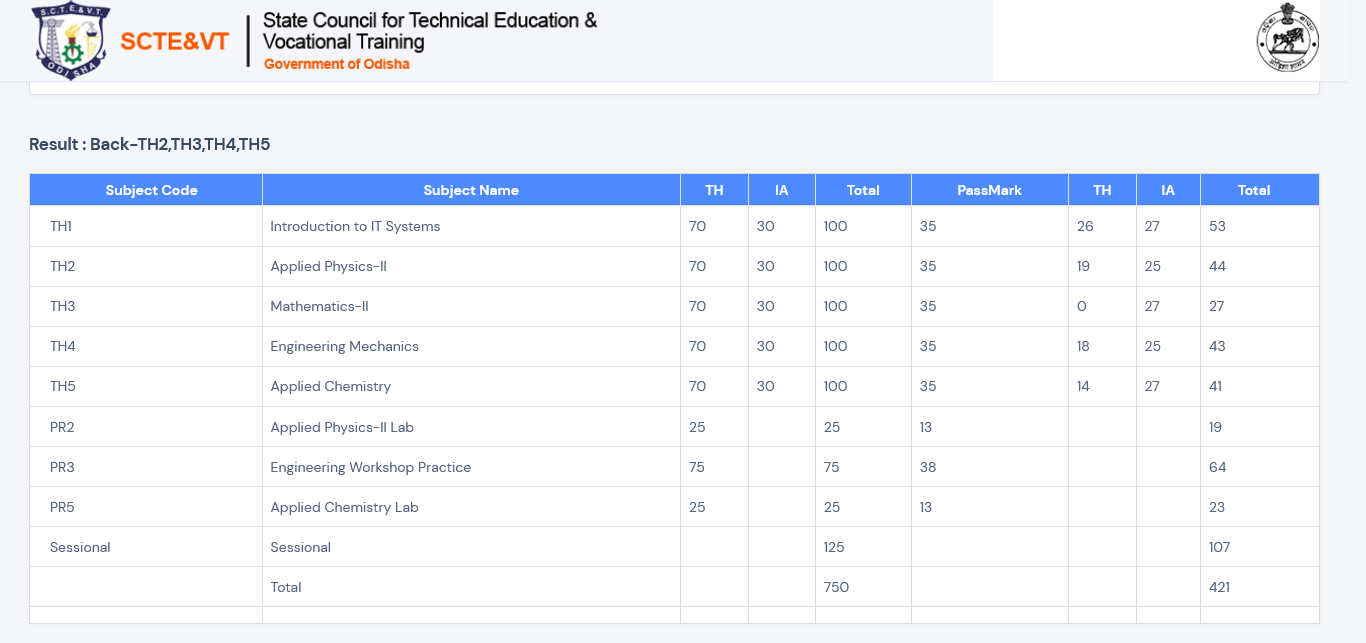 S.C.T.E.& V.T.
ODISHA
SCTE&VT
State Council for Technical Education &
Vocational Training
Government of Odisha
Result : Back-TH2,TH3,TH4,TH5
Subject Code Subject Name TH IA Total PassMark TH IA Total
TH1 Introduction to IT Systems 70 30 100 35 26 27 53
TH2 Applied Physics-II 70 30 100 35 19 25 44
TH3 Mathematics-II 70 30 100 35 0 27 27
TH4 Engineering Mechanics 70 30 100 35 18 25 43
TH5 Applied Chemistry 70 30 100 35 14 27 41
PR2 Applied Physics-II Lab 25 25 13 19
PR3 Engineering Workshop Practice 75 75 38 64
PR5 Applied Chemistry Lab 25 25 13 23
Sessional Sessional 125 107
Total 750 421